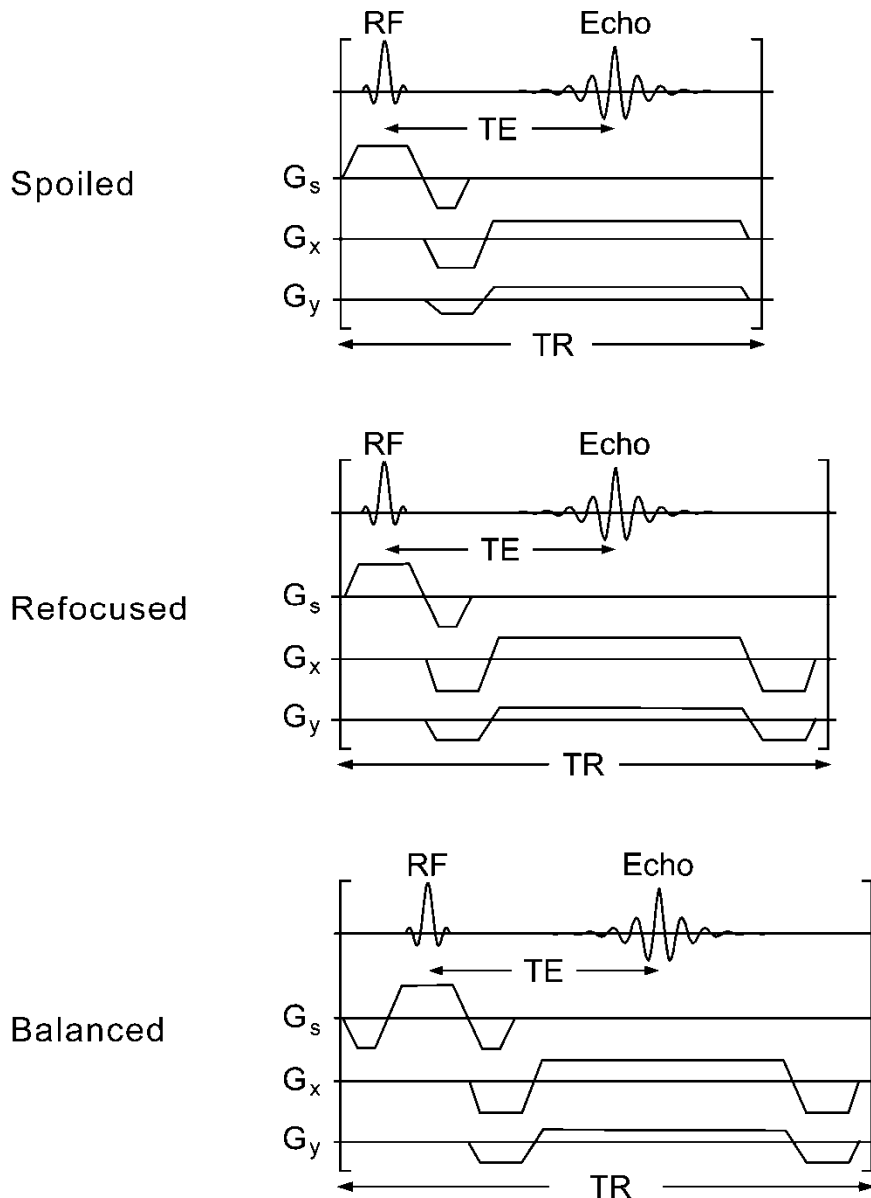 RF Echo
TE
Spoiled
Gs
Gx
Gy
TR
RF Echo
TE
Refocused
Gs
Gx
Gy
TR
RF Echo
TE
Balanced
Gs
Gx
Gy
TR